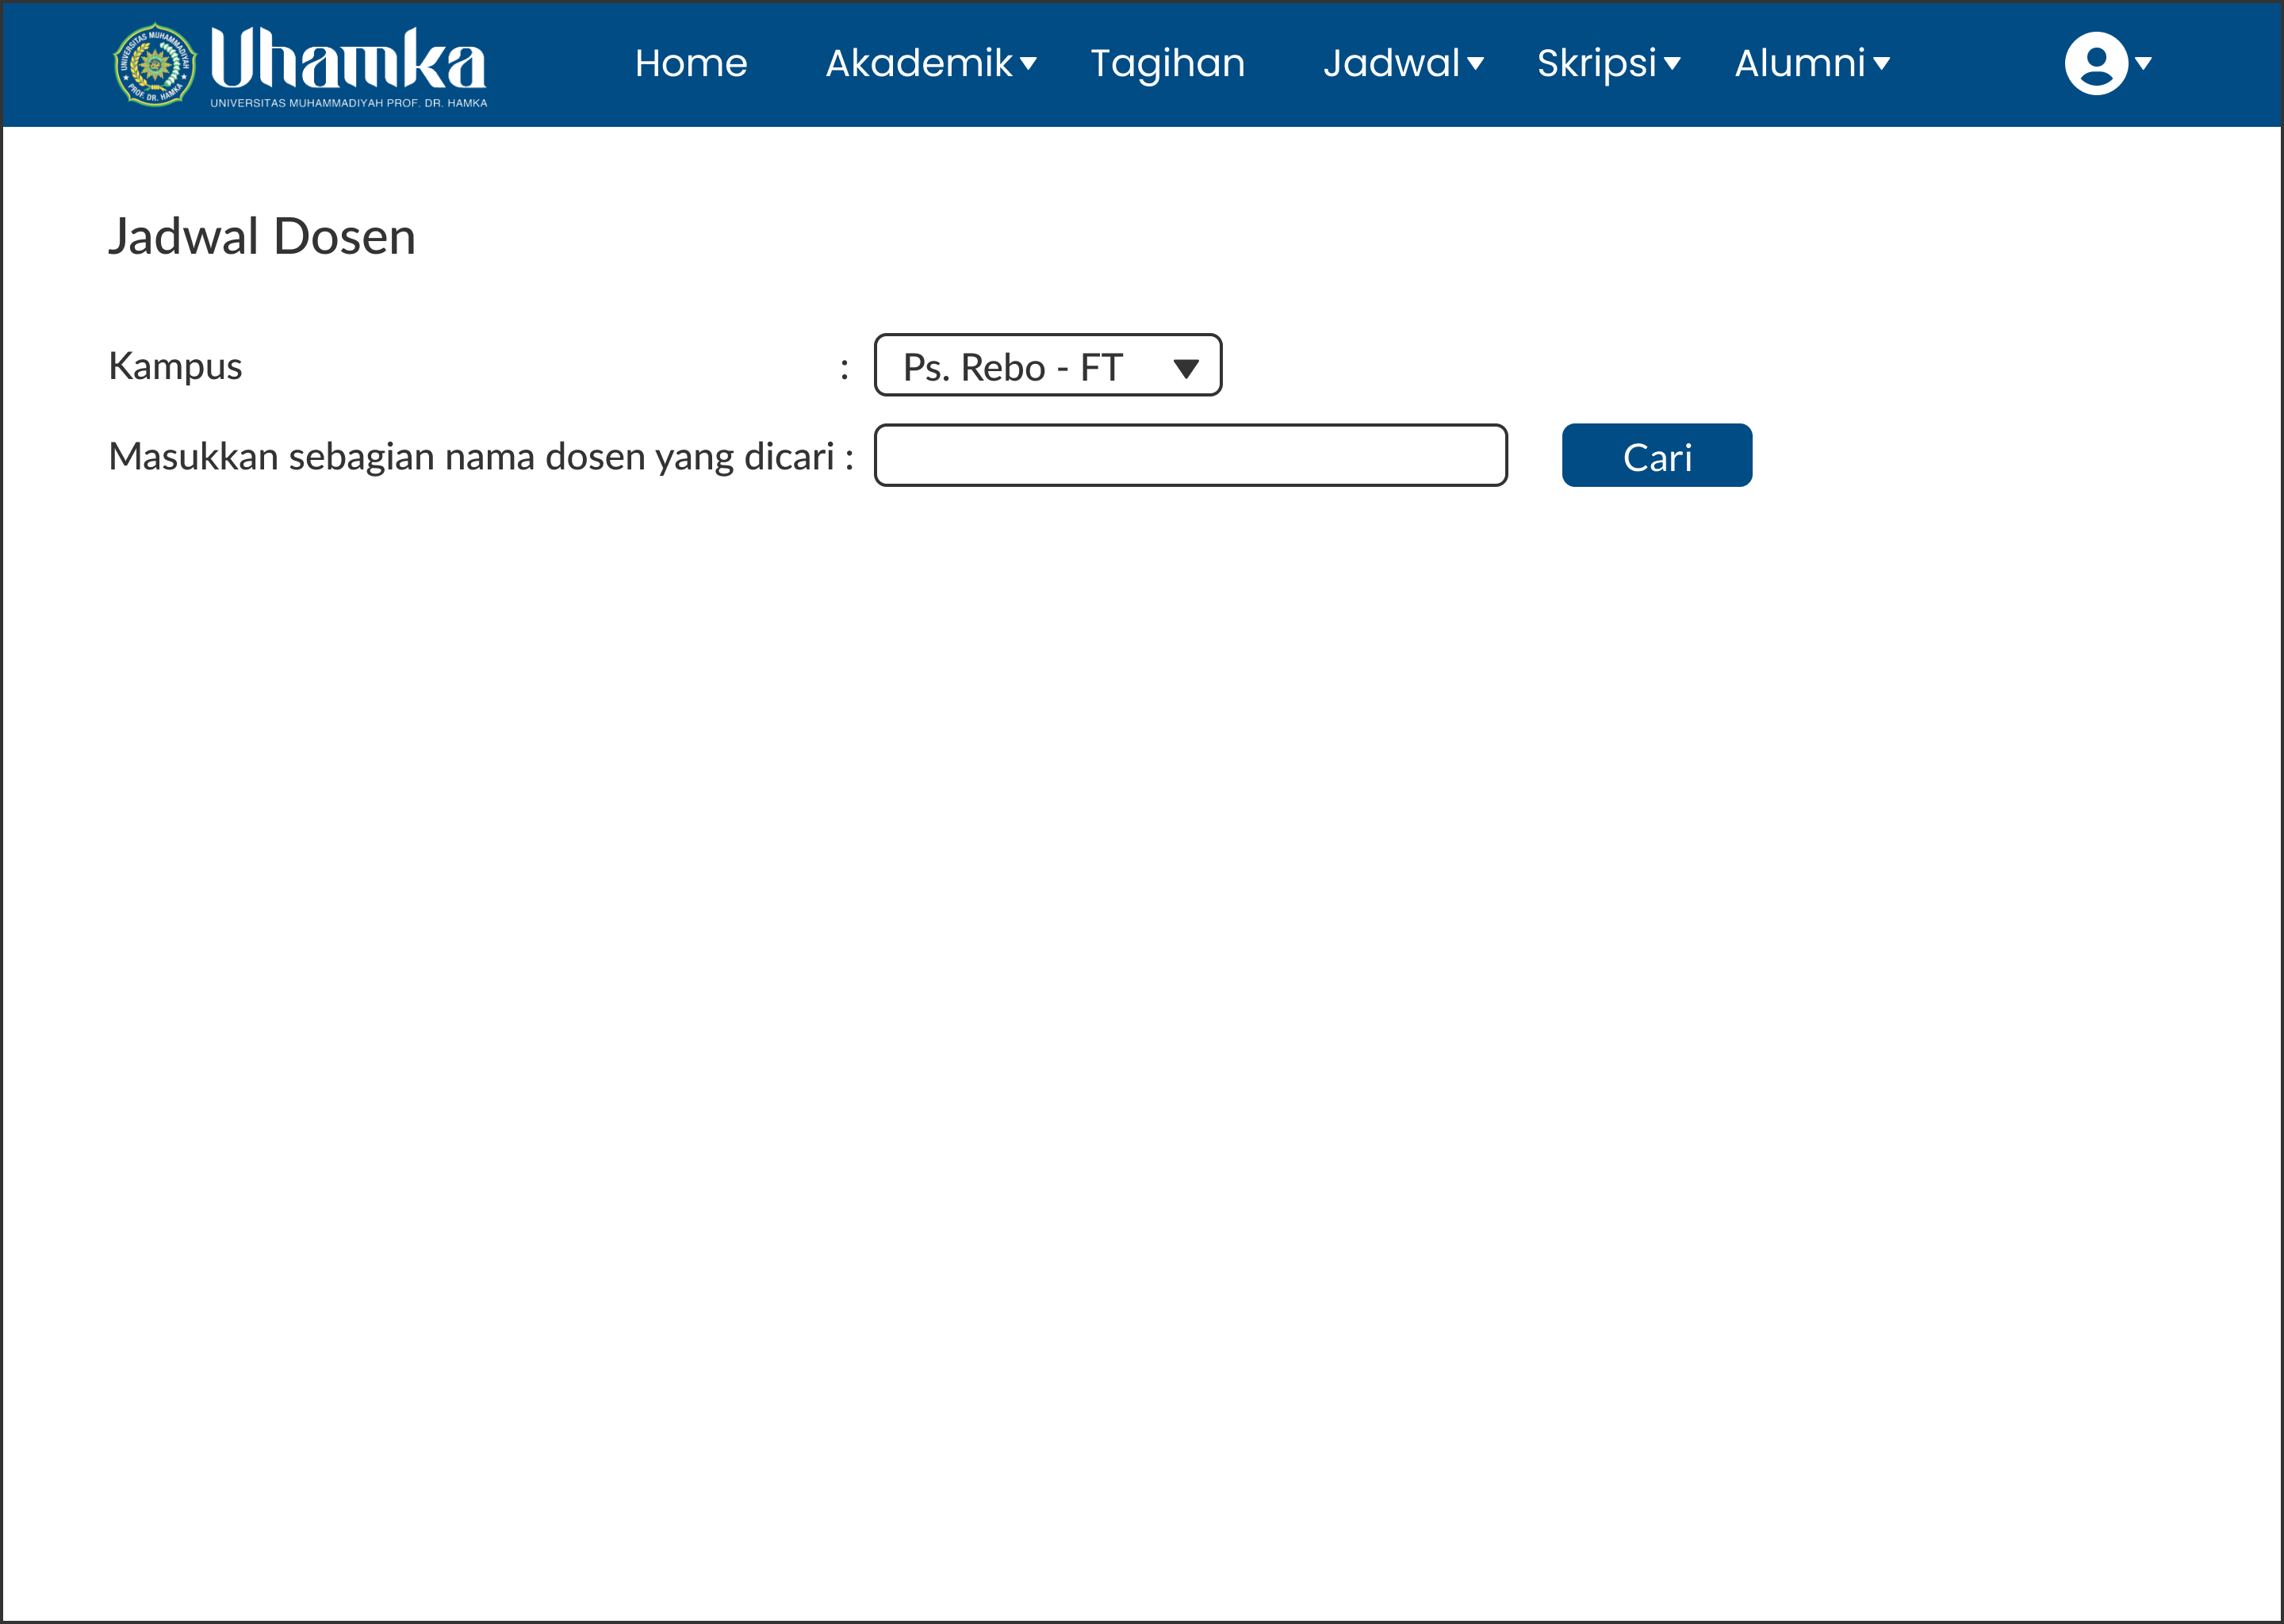 UNIVERSITAS MUHAMMADIYAH
PROF. DR. HAMKA
Uhamka
UNIVERSITAS MUHAMMADIYAH PROF. DR. HAMKA
Home Akademik Tagihan Jadwal Skripsi Alumni
Jadwal Dosen
Kampus : Ps. Rebo - FT
Masukkan sebagian nama dosen yang dicari : Cari